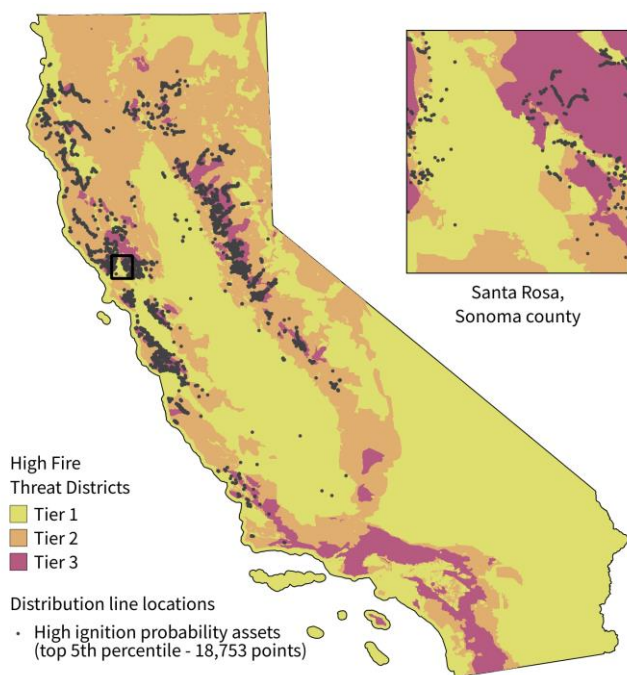 Santa Rosa,
Sonoma county
High Fire
Threat Districts
Tier 1
Tier 2
Tier 3
Distribution line locations
High ignition probability assets
(top 5th percentile - 18,753 points)